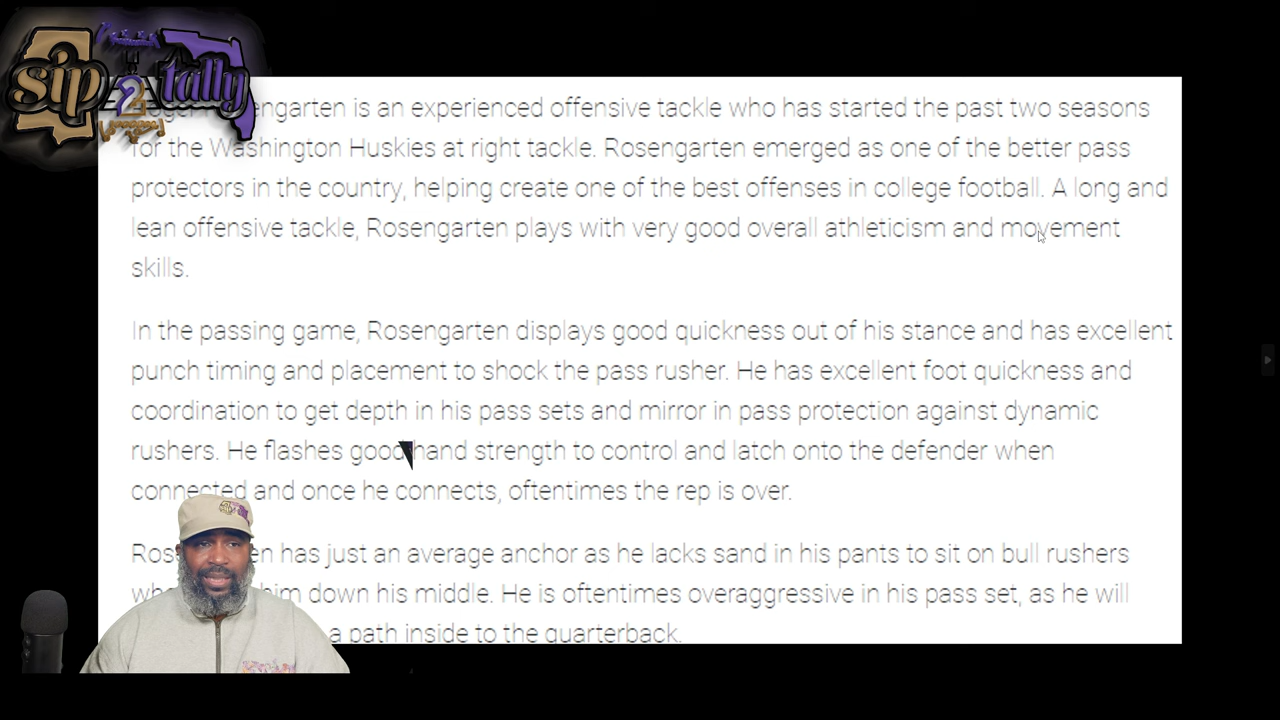 sip 2 tally
engarten is an experienced offensive tackle who has started the past two seasons
for the Washington Huskies at right tackle. Rosengarten emerged as one of the better pass
protectors in the country, helping create one of the best offenses in college football. A long and
lean offensive tackle, Rosengarten plays with very good overall athleticism and movement
skills.
In the passing game, Rosengarten displays good quickness out of his stance and has excellent
punch timing and placement to shock the pass rusher. He has excellent foot quickness and
coordination to get depth in his pass sets and mirror in pass protection against dynamic
rushers. He flashes good hand strength to control and latch onto the defender when
connected and once he connects, oftentimes the rep is over.
en has just an average anchor as he lacks sand in his pants to sit on bull rushers
him down his middle. He is oftentimes overaggressive in his pass set, as he will
a path inside to the quarterback.